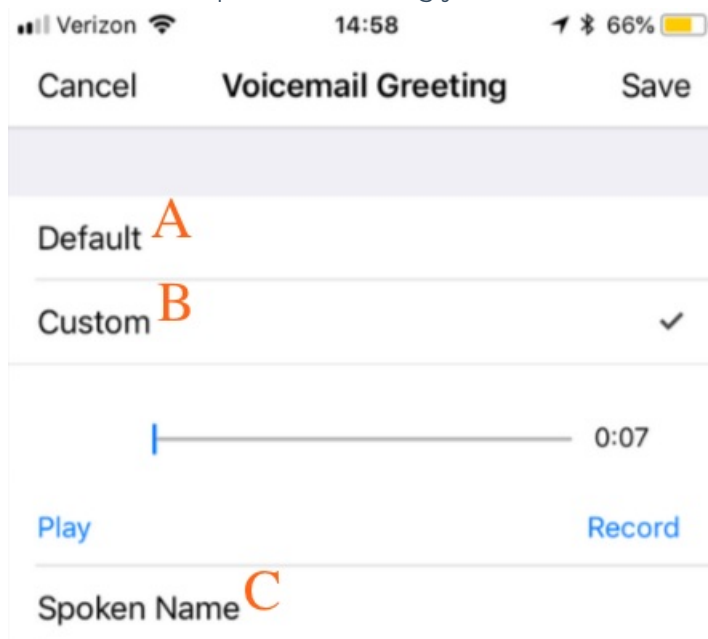 Verizon 14:58 66%
Cancel Voicemail Greeting Save
Default A
Custom B
0:07
Play Record
Spoken Name C